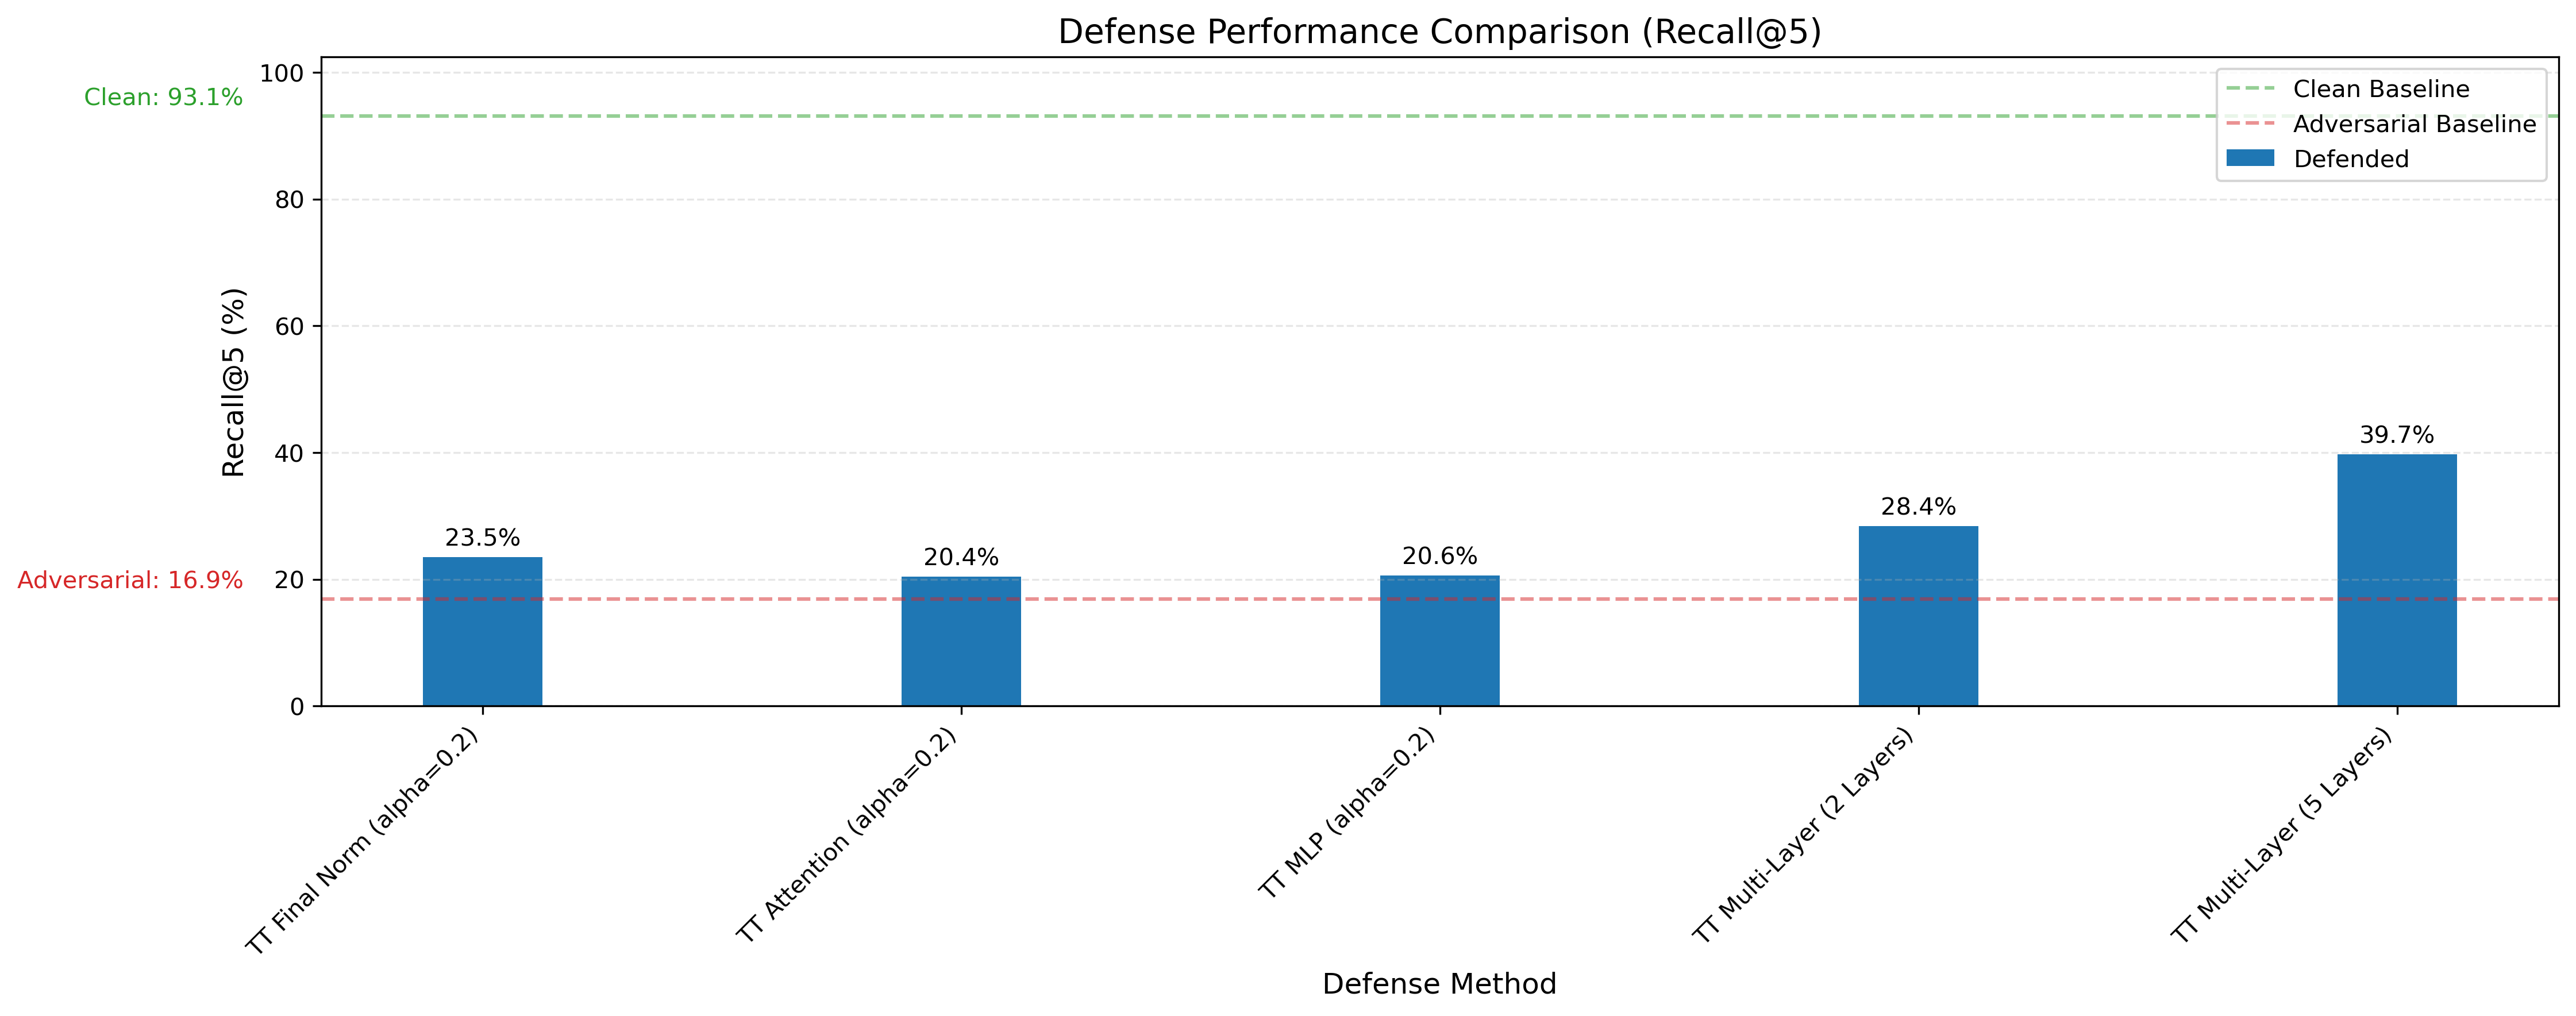 Defense Performance Comparison (Recall@5)
Clean: 93.1%
Adversarial: 16.9%
Recall@5 (%)
100
80
60
40
20
0
Clean Baseline
Adversarial Baseline
Defended
23.5%
20.4%
20.6%
28.4%
39.7%
TT Final Norm (alpha=0.2)
TT Attention (alpha=0.2)
TT MLP (alpha=0.2)
TT Multi-Layer (2 Layers)
TT Multi-Layer (5 Layers)
Defense Method